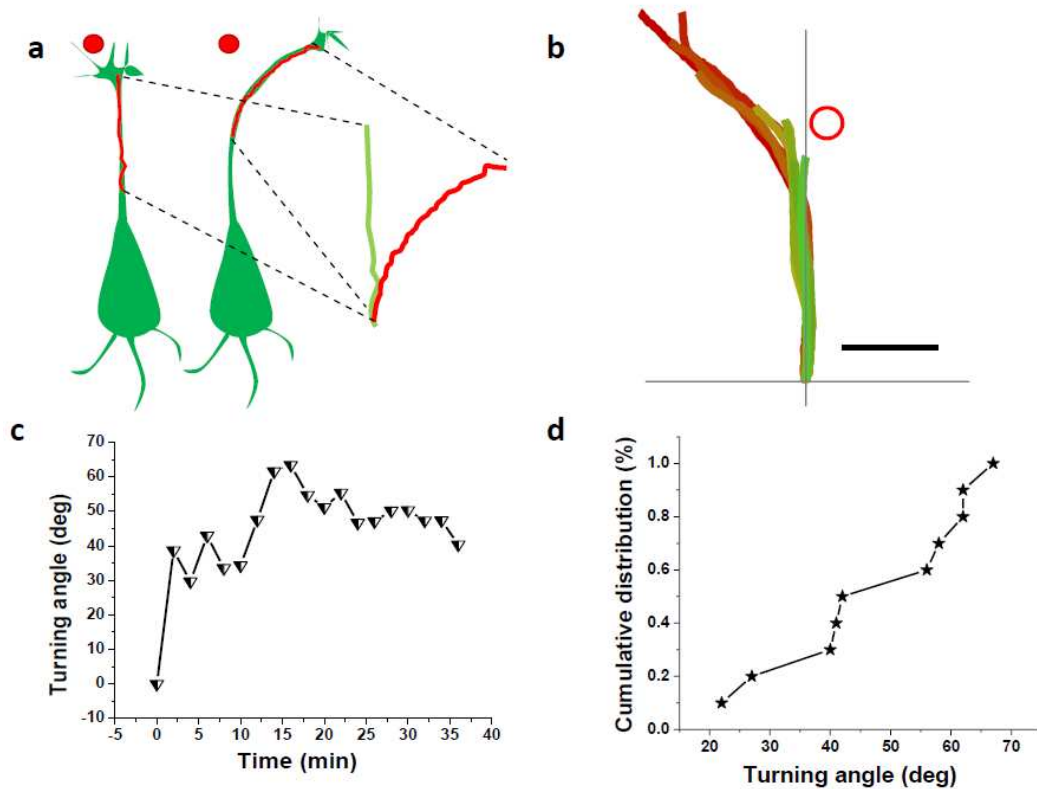 a
b
c
70
60
50
40
30
20
10
0
-10
-5 0 5 10 15 20 25 30 35 40
Turning angle (deg)
Time (min)
d
1.0
0.8
0.6
0.4
0.2
0.0
20 30 40 50 60 70
Cumulative distribution (%)
Turning angle (deg)